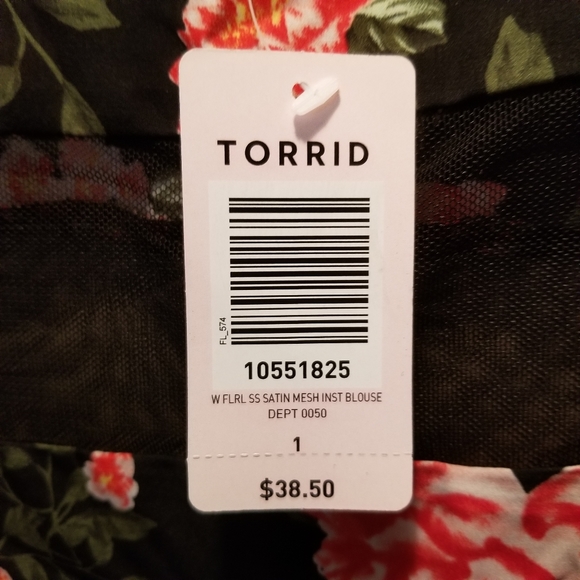 TORRID
FL_574
10551825
W FLRL SS SATIN MESH INST BLOUSE
DEPT 0050
1
$38.50